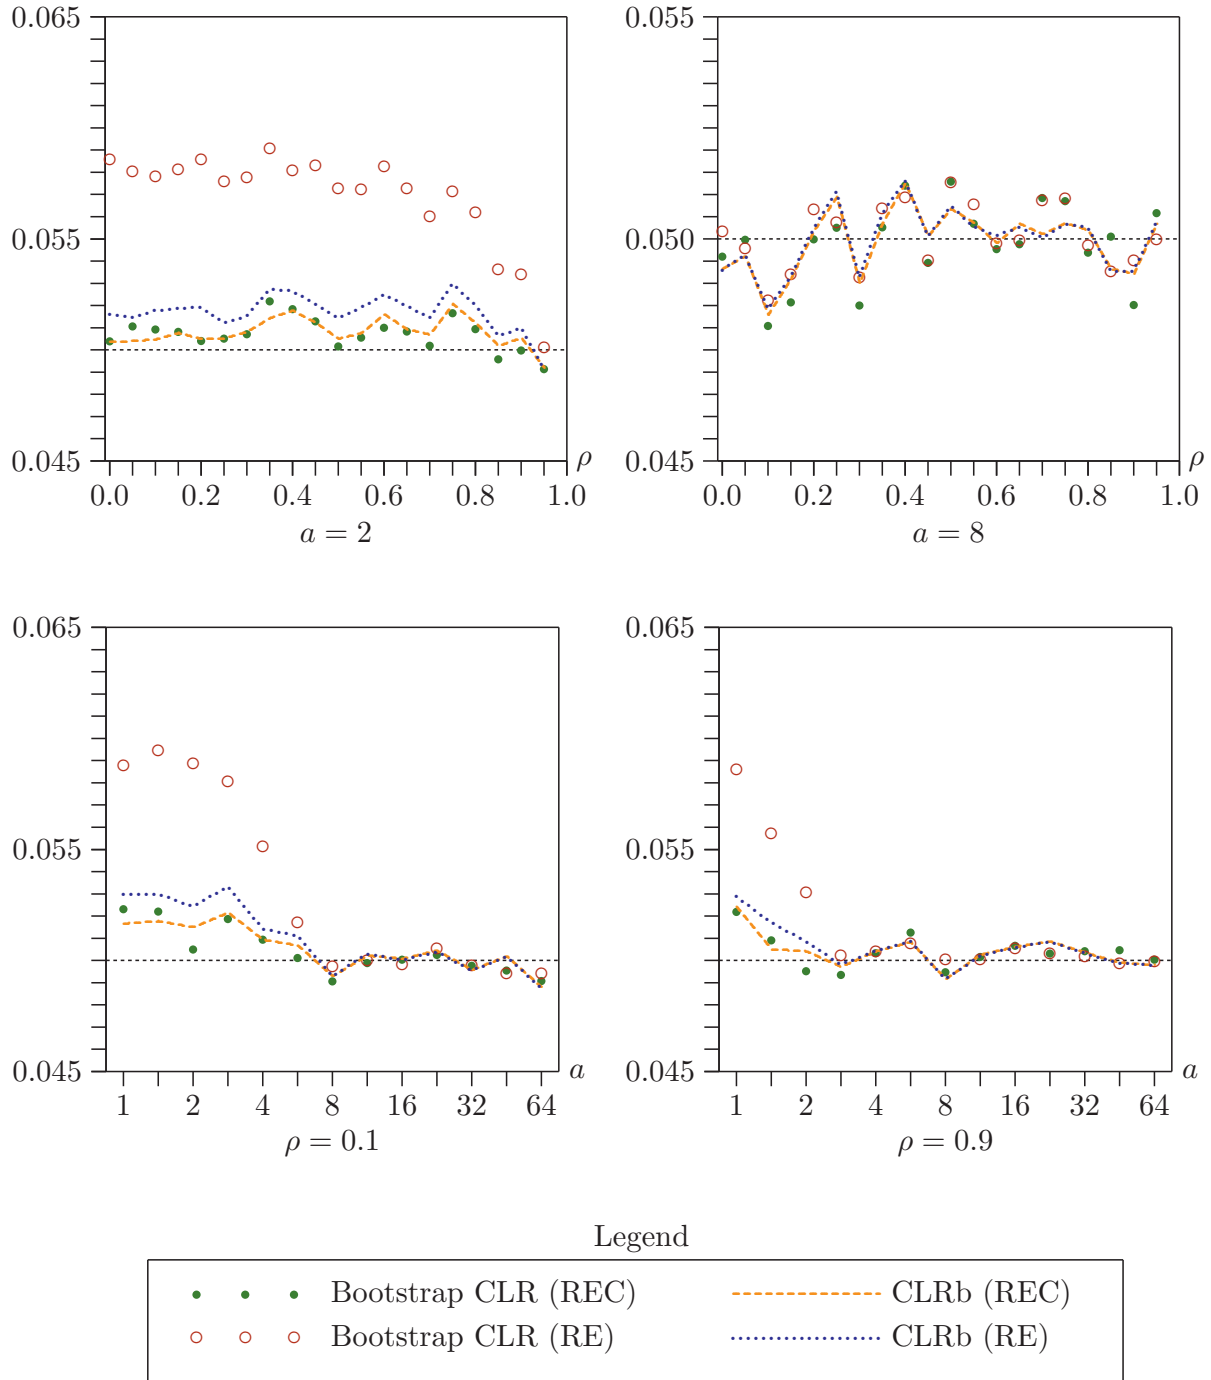 0.065
0.055
0.045
0.0 0.2 0.4 0.6 0.8 1.0
ρ
a = 2
0.055
0.050
0.045
0.0 0.2 0.4 0.6 0.8 1.0
ρ
a = 8
0.065
0.055
0.045
1 2 4 8 16 32 64
a
ρ = 0.1
0.065
0.055
0.045
1 2 4 8 16 32 64
a
ρ = 0.9
Legend
Bootstrap CLR (REC)
CLRb (REC)
Bootstrap CLR (RE)
CLRb (RE)